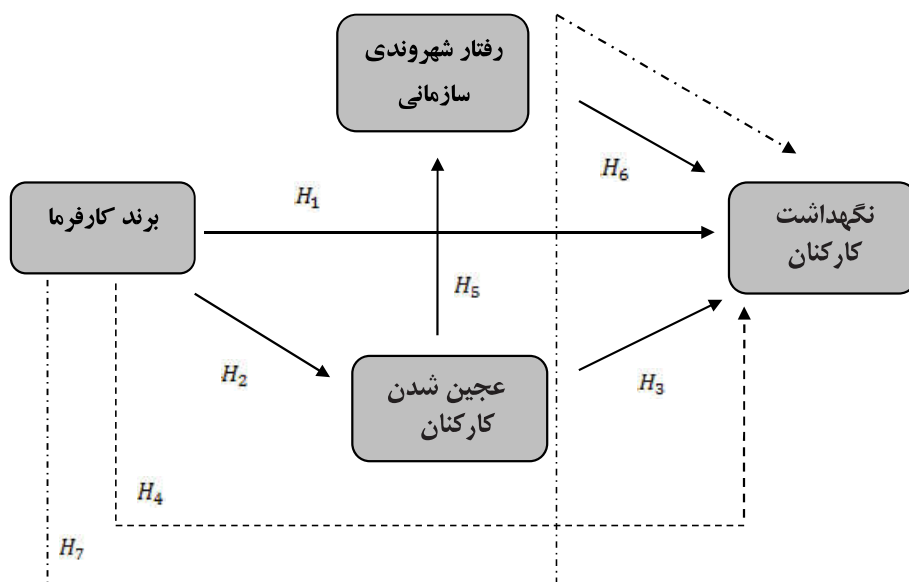 رفتار شهروندی
سازمانی
H₆
برند کارفرما
H₁
نگهداشت
کارکنان
H₅
H₂
عجین شدن
کارکنان
H₃
H₄
H₇